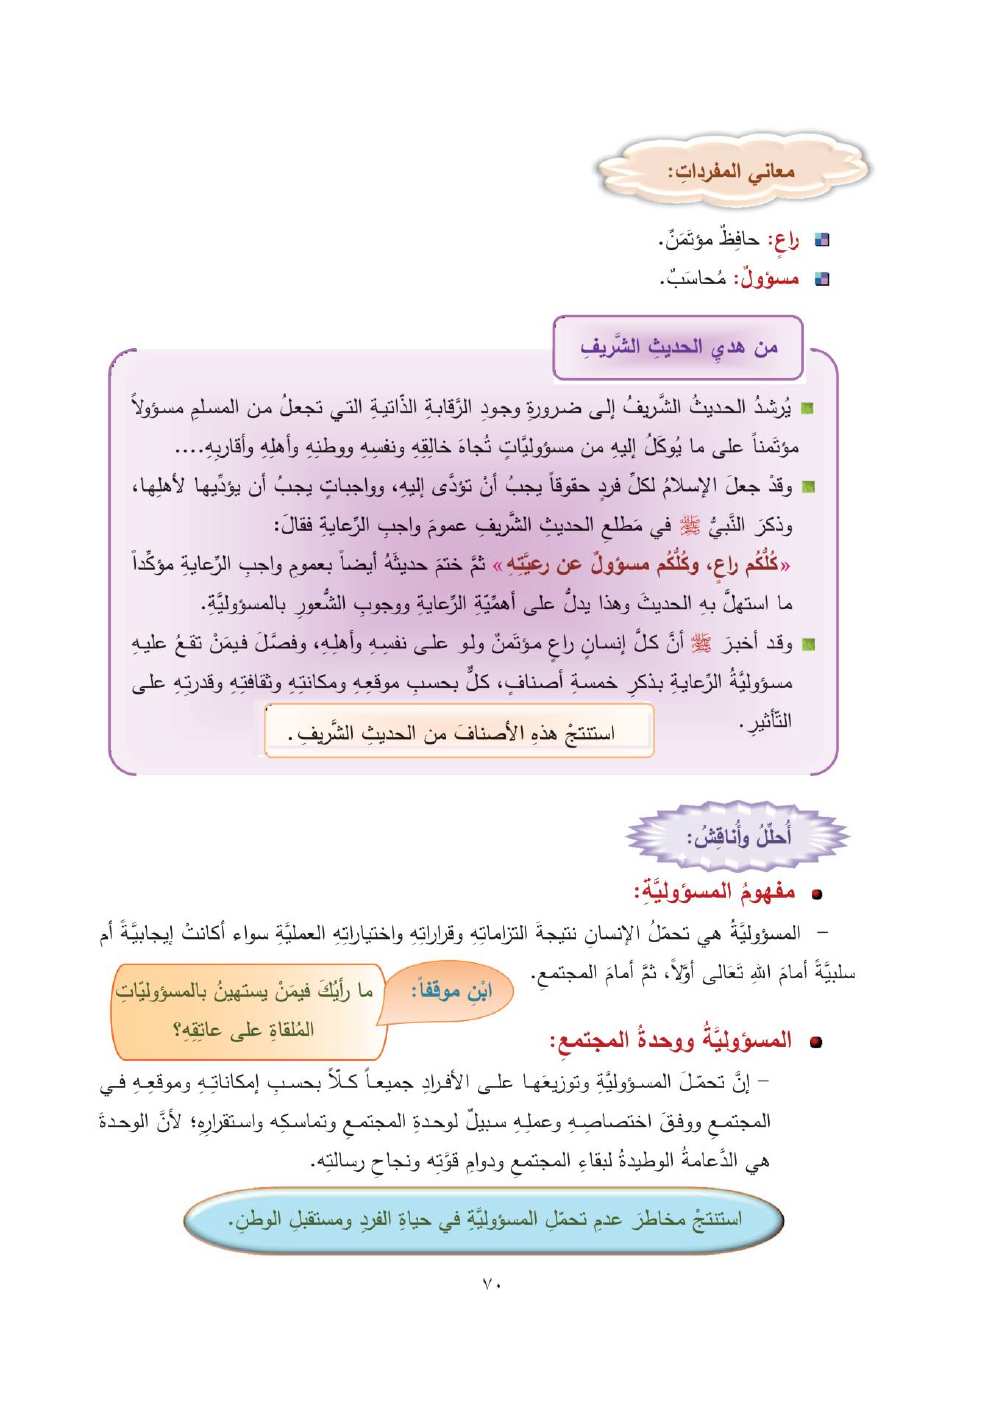 معاني المفرداتِ:
راعٍ: حافِظٌ مؤتَمَنٌ.
مسؤولٌ: مُحاسَبٌ.
من هديِ الحديثِ الشَّريفِ
يُرشدُ الحديثُ الشَّريفُ إلى ضرورةِ وجودِ الرَّقابةِ الذّاتيةِ التي تجعلُ من المسلمِ مسؤولاً
مؤتَمناً على ما يُوكَلُ إليهِ من مسؤوليَّاتٍ تُجاهَ خالِقِهِ ونفسِهِ ووطنِهِ وأهلِهِ وأقاربِهِ....
وقدْ جعلَ الإسلامُ لكلِّ فردٍ حقوقاً يجبُ أنْ تؤدَّى إليهِ، وواجباتٍ يجبُ أن يؤدِّيها لأهلِها،
وذكرَ النَّبيُّ ﷺ في مَطلعِ الحديثِ الشَّريفِ عمومَ واجبِ الرِّعايةِ فقالَ:
«كُلُّكُم راعٍ، وكُلُّكُم مسؤولٌ عن رعيَّتِهِ» ثمَّ ختمَ حديثَهُ أيضاً بعمومِ واجبِ الرِّعايةِ مؤكِّداً
ما استهلَّ بهِ الحديثَ وهذا يدلُّ على أهمِّيّةِ الرِّعايةِ ووجوبِ الشُّعورِ بالمسؤوليَّةِ.
وقد أخبرَ ﷺ أنَّ كلَّ إنسانٍ راعٍ مؤتَمنٌ ولو على نفسِهِ وأهلِهِ، وفصَّلَ فيمَنْ تقعُ عليهِ
مسؤوليَّةُ الرِّعايةِ بذكرِ خمسةِ أصنافٍ، كلٌّ بحسبِ موقعِهِ ومكانتِهِ وثقافتِهِ وقدرتِهِ على
التّأثيرِ.
استنتجْ هذهِ الأصنافَ من الحديثِ الشَّريفِ.
أُحلِّلُ وأُناقِشُ:
مفهومُ المسؤوليَّةِ:
– المسؤوليَّةُ هي تحمّلُ الإنسانِ نتيجةَ التزاماتِهِ وقراراتِهِ واختياراتِهِ العمليَّةِ سواء أكانتْ إيجابيَّةً أم
سلبيَّةً أمامَ اللهِ تَعَالى أوَّلاً، ثمَّ أمامَ المجتمعِ.
ابْنِ موقفاً:
ما رأيُكَ فيمَنْ يستهينُ بالمسؤوليّاتِ
المُلقاةِ على عاتِقِهِ؟
المسؤوليَّةُ ووحدةُ المجتمعِ:
– إنَّ تحمّلَ المسؤوليَّةِ وتوزيعَها على الأفرادِ جميعاً كلّاً بحسبِ إمكاناتِهِ وموقعِهِ في
المجتمعِ ووفقَ اختصاصِهِ وعملِهِ سبيلٌ لوحدةِ المجتمعِ وتماسكِه واستقرارِهِ؛ لأنَّ الوحدةَ
هي الدَّعامةُ الوطيدةُ لبقاءِ المجتمعِ ودوامِ قوَّتِه ونجاحِ رسالتِه.
استنتجْ مخاطرَ عدمِ تحمّلِ المسؤوليَّةِ في حياةِ الفردِ ومستقبلِ الوطنِ.
٧٠